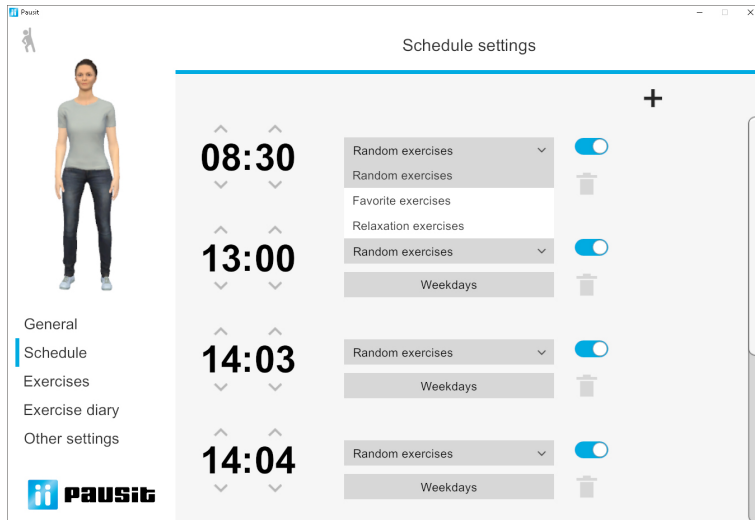 Pausit
Schedule settings
+
08:30
Random exercises
Random exercises
Favorite exercises
Relaxation exercises
13:00
Random exercises
Weekdays
14:03
Random exercises
Weekdays
14:04
Random exercises
Weekdays
General
Schedule
Exercises
Exercise diary
Other settings
Pausit